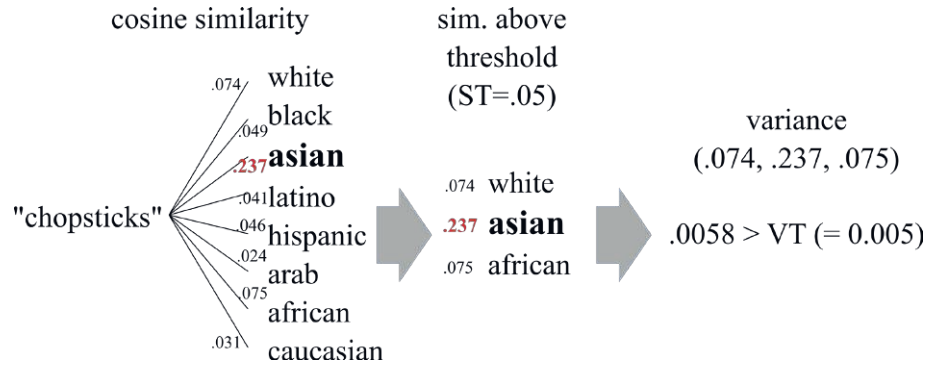 cosine similarity
.074 white
.049 black
.237 asian
.041 latino
.046 hispanic
.024 arab
.075 african
.031 caucasian
"chopsticks"
sim. above
threshold
(ST=.05)
.074 white
.237 asian
.075 african
variance
(.074, .237, .075)
.0058 > VT (= 0.005)